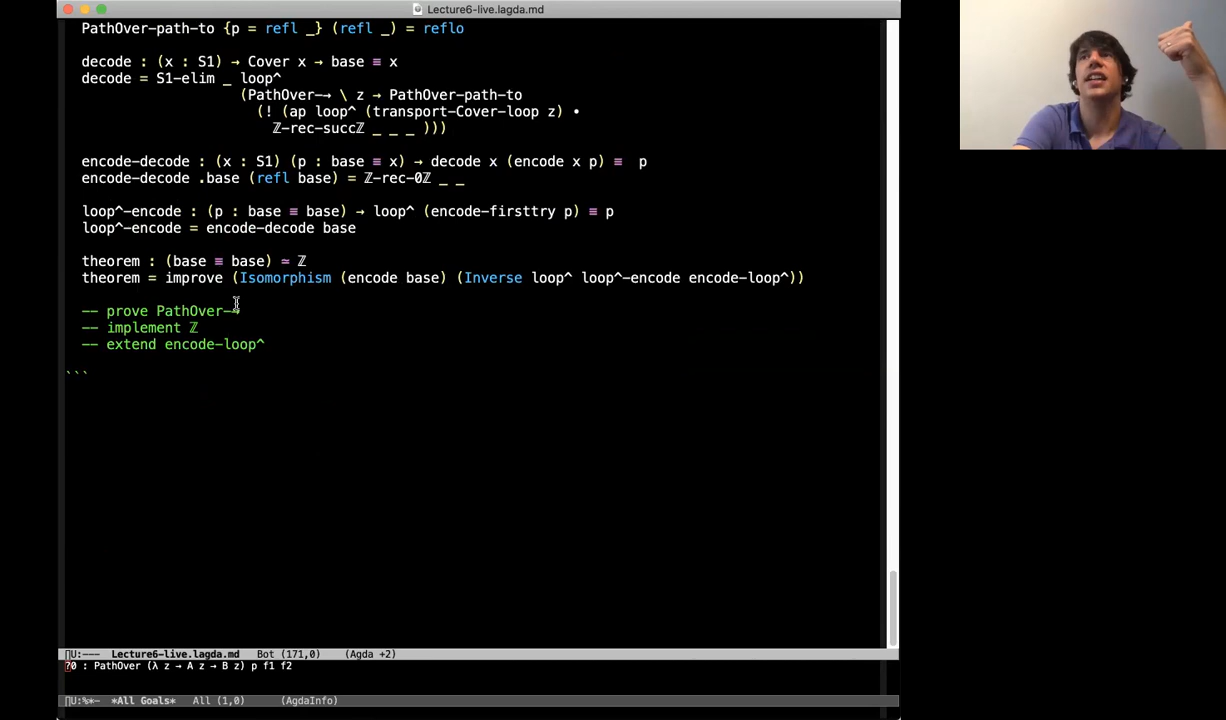 Lecture6-live.lagda.md
PathOver-path-to {p = refl _} (refl _) = reflo
decode : (x : S1) → Cover x → base ≡ x
decode = S1-elim _ loop^
(PathOver-→ \ z → PathOver-path-to
(! (ap loop^ (transport-Cover-loop z) •
ℤ-rec-succℤ _ _ _ )))
encode-decode : (x : S1) (p : base ≡ x) → decode x (encode x p) ≡ p
encode-decode .base (refl base) = ℤ-rec-0ℤ _ _
loop^-encode : (p : base ≡ base) → loop^ (encode-firsttry p) ≡ p
loop^-encode = encode-decode base
theorem : (base ≡ base) ≃ ℤ
theorem = improve (Isomorphism (encode base) (Inverse loop^ loop^-encode encode-loop^))
-- prove PathOver-→
-- implement ℤ
-- extend encode-loop^
```
∏U:--- Lecture6-live.lagda.md Bot (171,0) (Agda +2)
?0 : PathOver (λ z → A z → B z) p f1 f2
∏U:%*- *All Goals* All (1,0) (AgdaInfo)